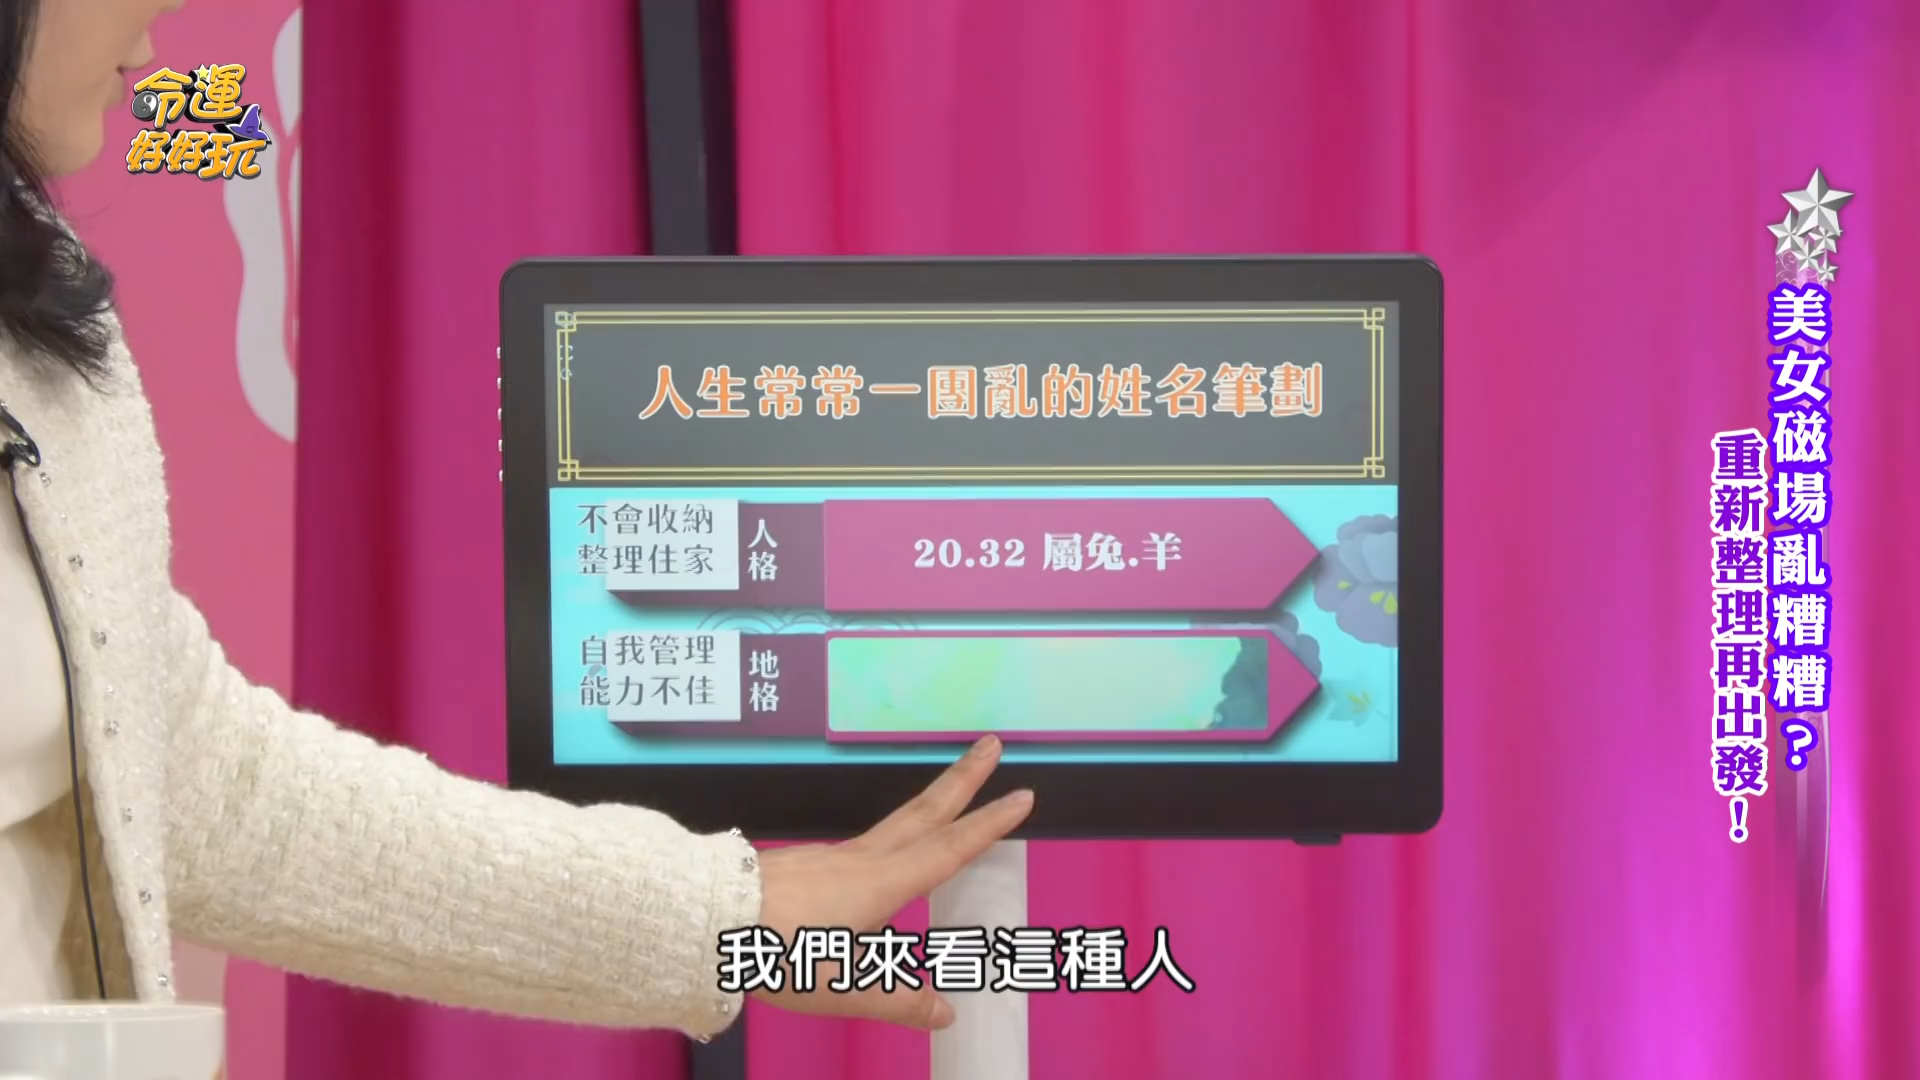 命運
好好玩
美女磁場亂糟糟？
重新整理再出發！
人生常常一團亂的姓名筆劃
不會收納
整理住家
人格
20.32 屬兔.羊
自我管理
能力不佳
地格
我們來看這種人